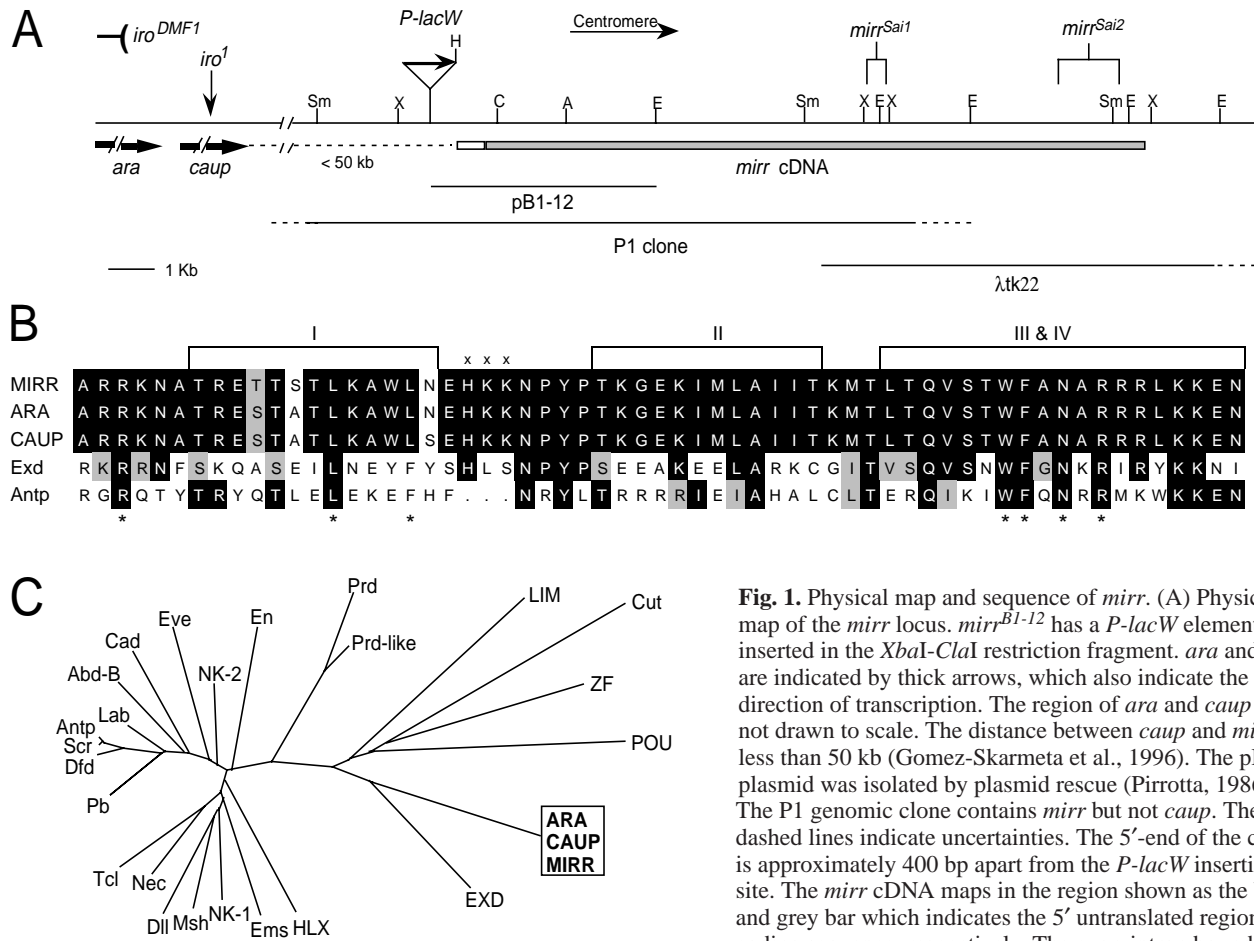 A
iro^DMF1
iro^1
P-lacW
H
Centromere
mirr^Sai1
mirr^Sai2
Sm X C A E Sm X E X E Sm E X E
ara
caup
< 50 kb
mirr cDNA
pB1-12
P1 clone
1 Kb
λtk22
B
I II III & IV
x x x
MIRR A R R K N A T R E T T S T L K A W L N E H K K N P Y P T K G E K I M L A I I T K M T L T Q V S T W F A N A R R R L K K E N
ARA A R R K N A T R E S T A T L K A W L N E H K K N P Y P T K G E K I M L A I I T K M T L T Q V S T W F A N A R R R L K K E N
CAUP A R R K N A T R E S T A T L K A W L S E H K K N P Y P T K G E K I M L A I I T K M T L T Q V S T W F A N A R R R L K K E N
Exd R K R R N F S K Q A S E I L N E Y F Y S H L S N P Y P S E E A K E E L A R K C G I T V S Q V S N W F G N K R I R Y K K N I
Antp R G R Q T Y T R Y Q T L E L E K E F H F . . . N R Y L T R R R R I E I A H A L C L T E R Q I K I W F Q N R R M K W K K E N
* * * * * * *
C
Prd
LIM
Cut
Eve
En
Prd-like
Cad
NK-2
ZF
Abd-B
Antp
Lab
POU
Scr
Dfd
Pb
ARA
CAUP
MIRR
Tcl
Nec
EXD
Dll
Msh
NK-1
Ems
HLX
Fig. 1. Physical map and sequence of mirr. (A) Physic
map of the mirr locus. mirr^B1-12 has a P-lacW element
inserted in the XbaI-ClaI restriction fragment. ara and
are indicated by thick arrows, which also indicate the
direction of transcription. The region of ara and caup
not drawn to scale. The distance between caup and mi
less than 50 kb (Gomez-Skarmeta et al., 1996). The pl
plasmid was isolated by plasmid rescue (Pirrotta, 1986
The P1 genomic clone contains mirr but not caup. The
dashed lines indicate uncertainties. The 5′-end of the c
is approximately 400 bp apart from the P-lacW inserti
site. The mirr cDNA maps in the region shown as the
and grey bar which indicates the 5′ untranslated region